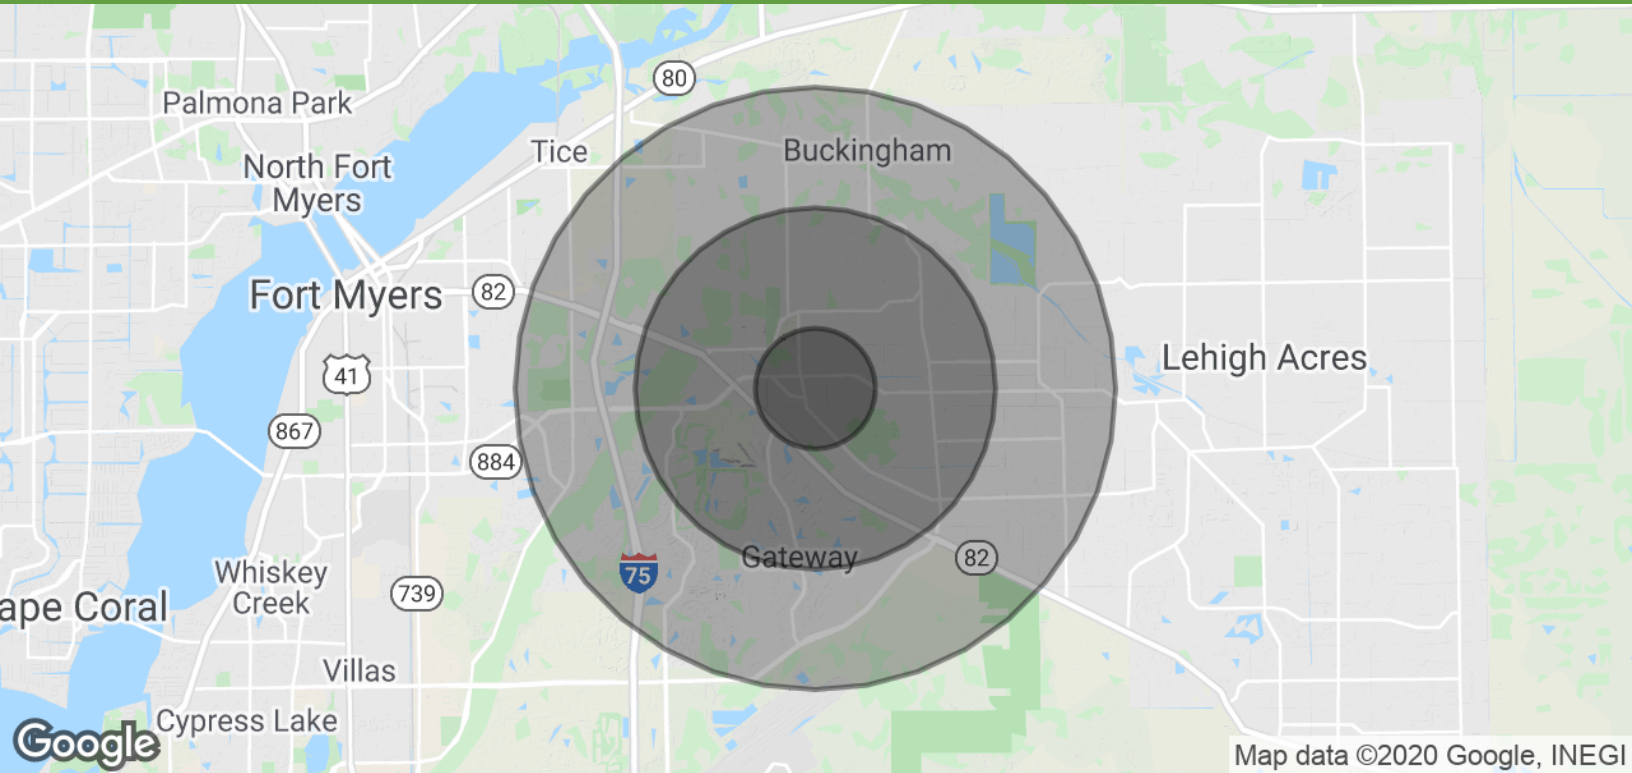 80
Palmona Park
Tice
Buckingham
North Fort
Myers
Fort Myers
82
Lehigh Acres
41
867
884
Gateway
82
75
Whiskey
Creek
739
ape Coral
Villas
Cypress Lake
Google
Map data ©2020 Google, INEGI